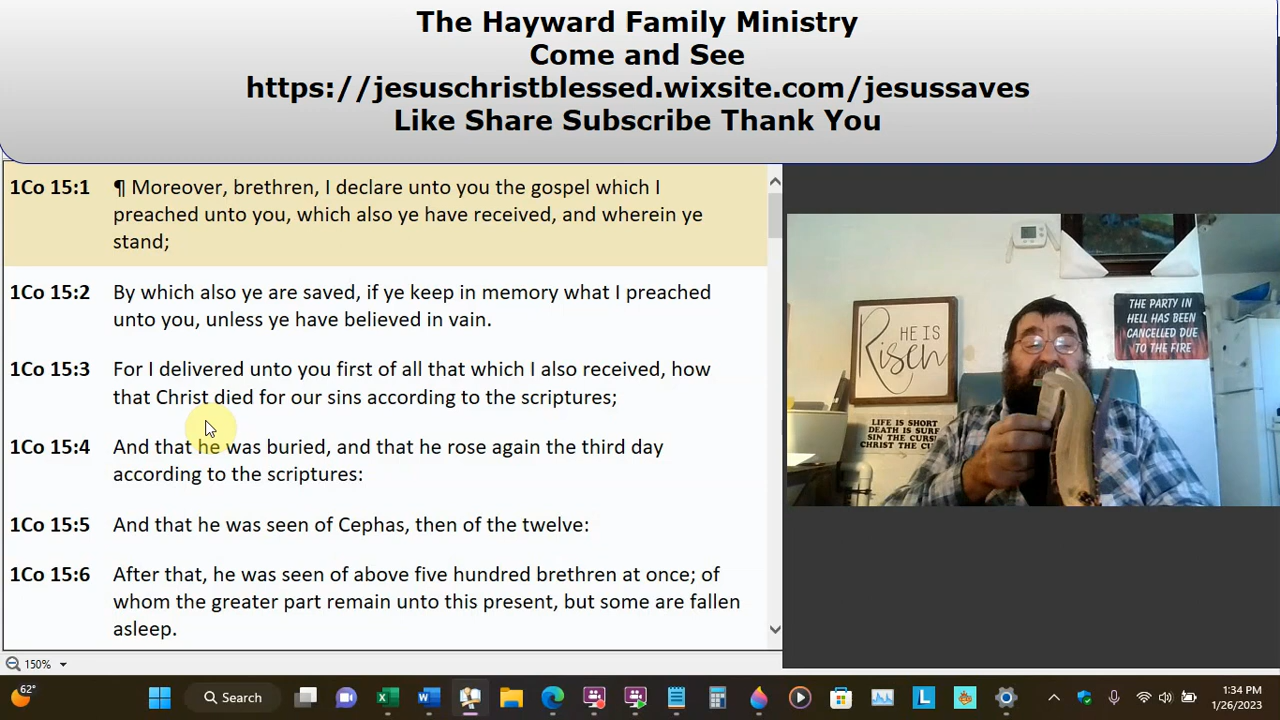 The Hayward Family Ministry
Come and See
https://jesuschristblessed.wixsite.com/jesussaves
Like Share Subscribe Thank You
1Co 15:1 ¶ Moreover, brethren, I declare unto you the gospel which I
preached unto you, which also ye have received, and wherein ye
stand;
1Co 15:2 By which also ye are saved, if ye keep in memory what I preached
unto you, unless ye have believed in vain.
1Co 15:3 For I delivered unto you first of all that which I also received, how
that Christ died for our sins according to the scriptures;
1Co 15:4 And that he was buried, and that he rose again the third day
according to the scriptures:
1Co 15:5 And that he was seen of Cephas, then of the twelve:
1Co 15:6 After that, he was seen of above five hundred brethren at once; of
whom the greater part remain unto this present, but some are fallen
asleep.
HE IS
Risen
THE PARTY IN
HELL HAS BEEN
CANCELLED DUE
TO THE FIRE
LIFE IS SHORT
DEATH IS SURE
SIN THE CURSE
CHRIST THE CU
150%
62°
Search
1:34 PM
1/26/2023